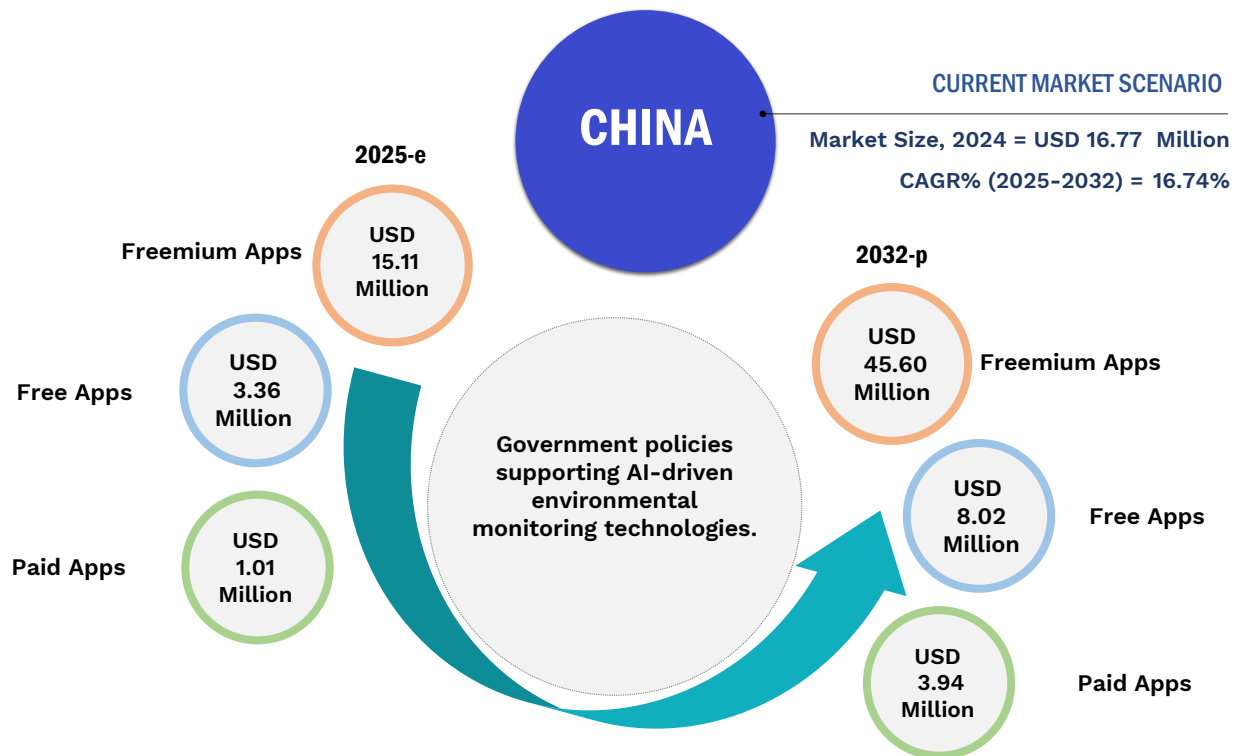 CHINA
CURRENT MARKET SCENARIO
Market Size, 2024 = USD 16.77 Million
CAGR% (2025-2032) = 16.74%
2025-e
Freemium Apps
USD
15.11
Million
Free Apps
USD
3.36
Million
Paid Apps
USD
1.01
Million
Government policies
supporting AI-driven
environmental
monitoring technologies.
2032-p
USD
45.60
Million
Freemium Apps
USD
8.02
Million
Free Apps
USD
3.94
Million
Paid Apps